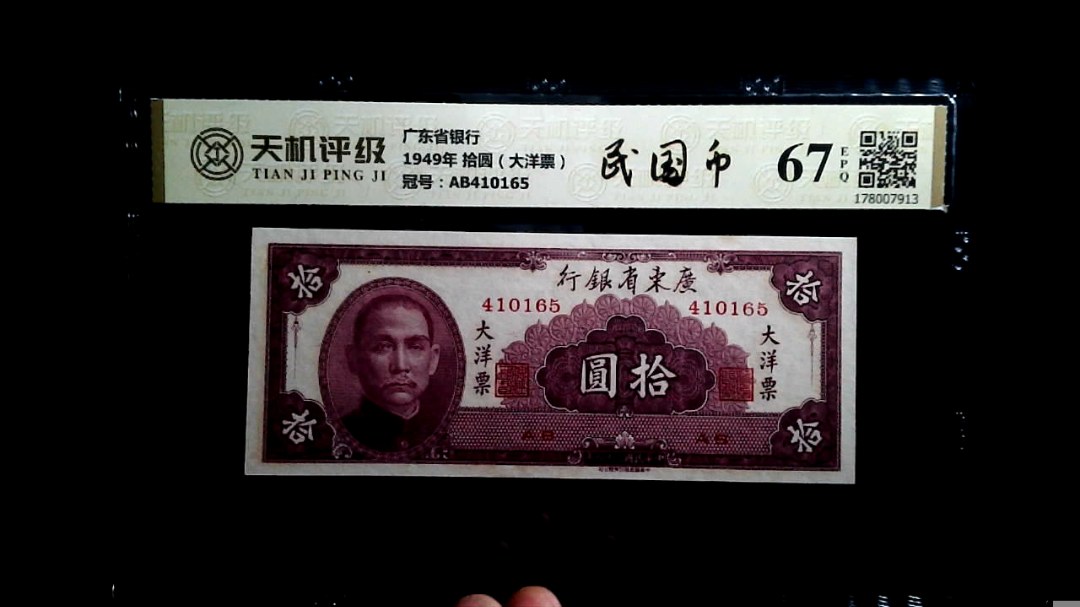 天机评级
TIAN JI PING JI
广东省银行
1949年 拾圆（大洋票）
冠号：AB410165
民国币
67
EPQ
178007913
行銀省東廣
410165
410165
大洋票
大洋票
圓拾
拾
拾
拾
拾